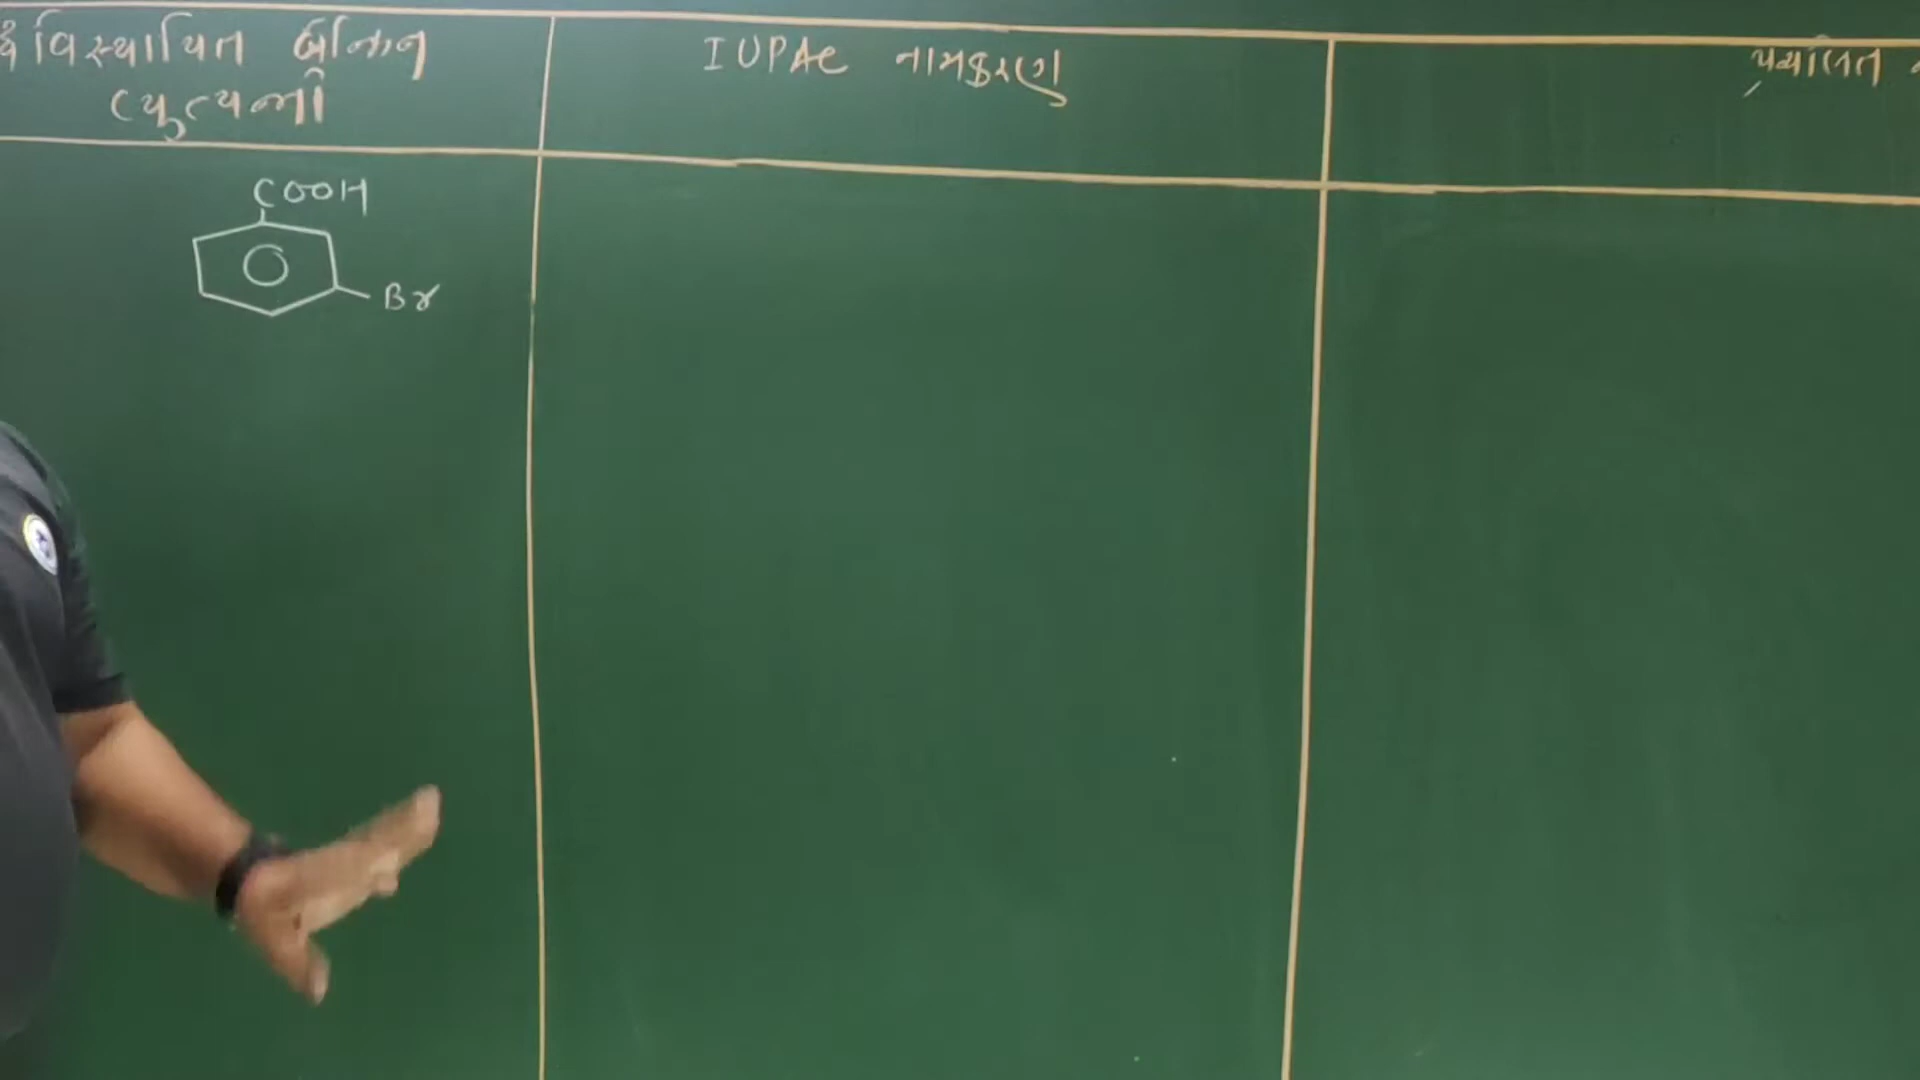 વિસ્થાપિત બેન્ઝીન
વ્યુત્પન્નો
IUPAC નામકરણ
પ્રચલિત
COOH
Br